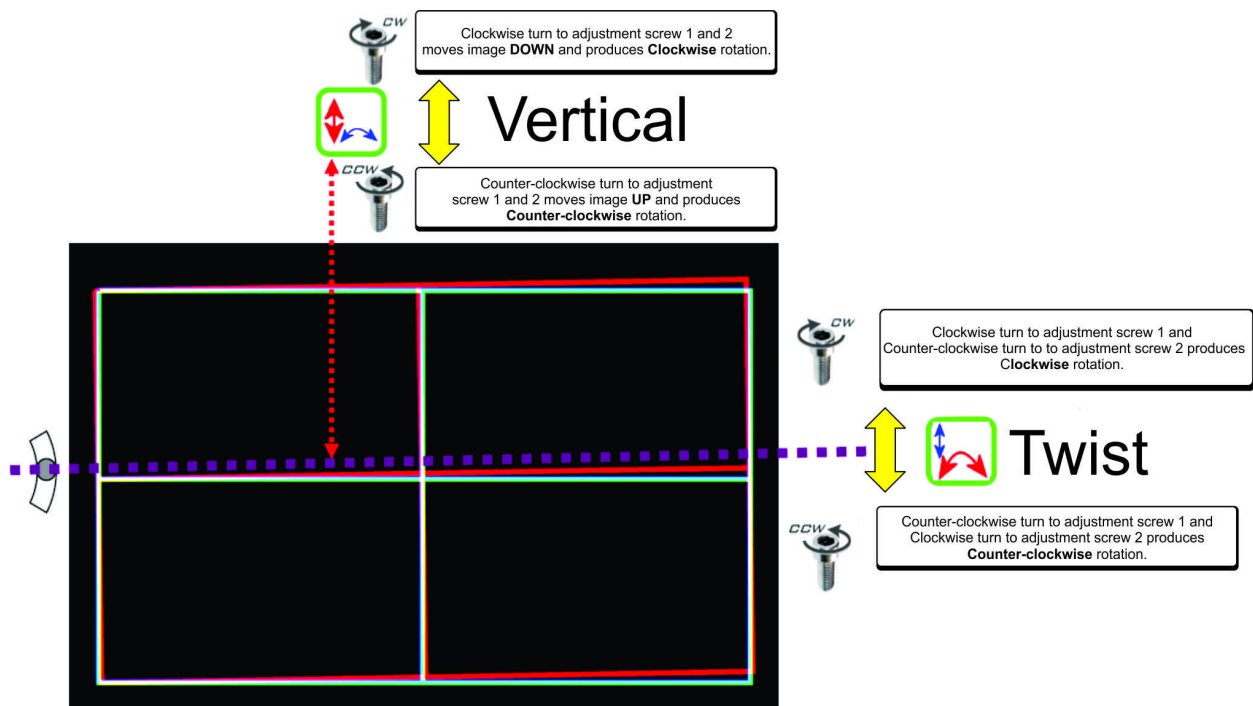 CW
Clockwise turn to adjustment screw 1 and 2
moves image DOWN and produces Clockwise rotation.
Vertical
CCW
Counter-clockwise turn to adjustment
screw 1 and 2 moves image UP and produces
Counter-clockwise rotation.
CW
Clockwise turn to adjustment screw 1 and
Counter-clockwise turn to to adjustment screw 2 produces
Clockwise rotation.
Twist
CCW
Counter-clockwise turn to adjustment screw 1 and
Clockwise turn to adjustment screw 2 produces
Counter-clockwise rotation.